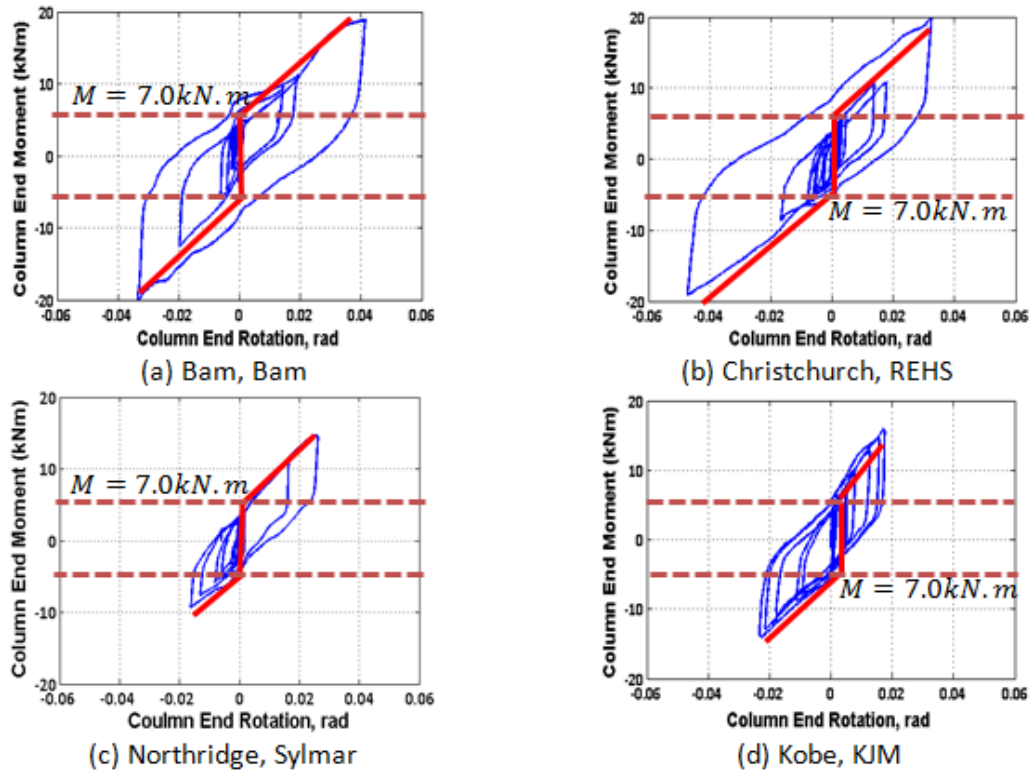 Column End Moment (kNm)
20
10
0
-10
-20
M = 7.0kN.m
-0.06 -0.04 -0.02 0 0.02 0.04 0.06
Column End Rotation, rad
(a) Bam, Bam
Column End Moment (kNm)
20
10
0
-10
-20
M = 7.0kN.m
-0.06 -0.04 -0.02 0 0.02 0.04 0.06
Column End Rotation, rad
(b) Christchurch, REHS
Column End Moment (kNm)
20
10
0
-10
-20
M = 7.0kN.m
-0.06 -0.04 -0.02 0 0.02 0.04 0.06
Coulmn End Rotation, rad
(c) Northridge, Sylmar
Column End Moment (kNm)
20
10
0
-10
-20
M = 7.0kN.m
-0.06 -0.04 -0.02 0 0.02 0.04 0.06
Column End Rotation, rad
(d) Kobe, KJM